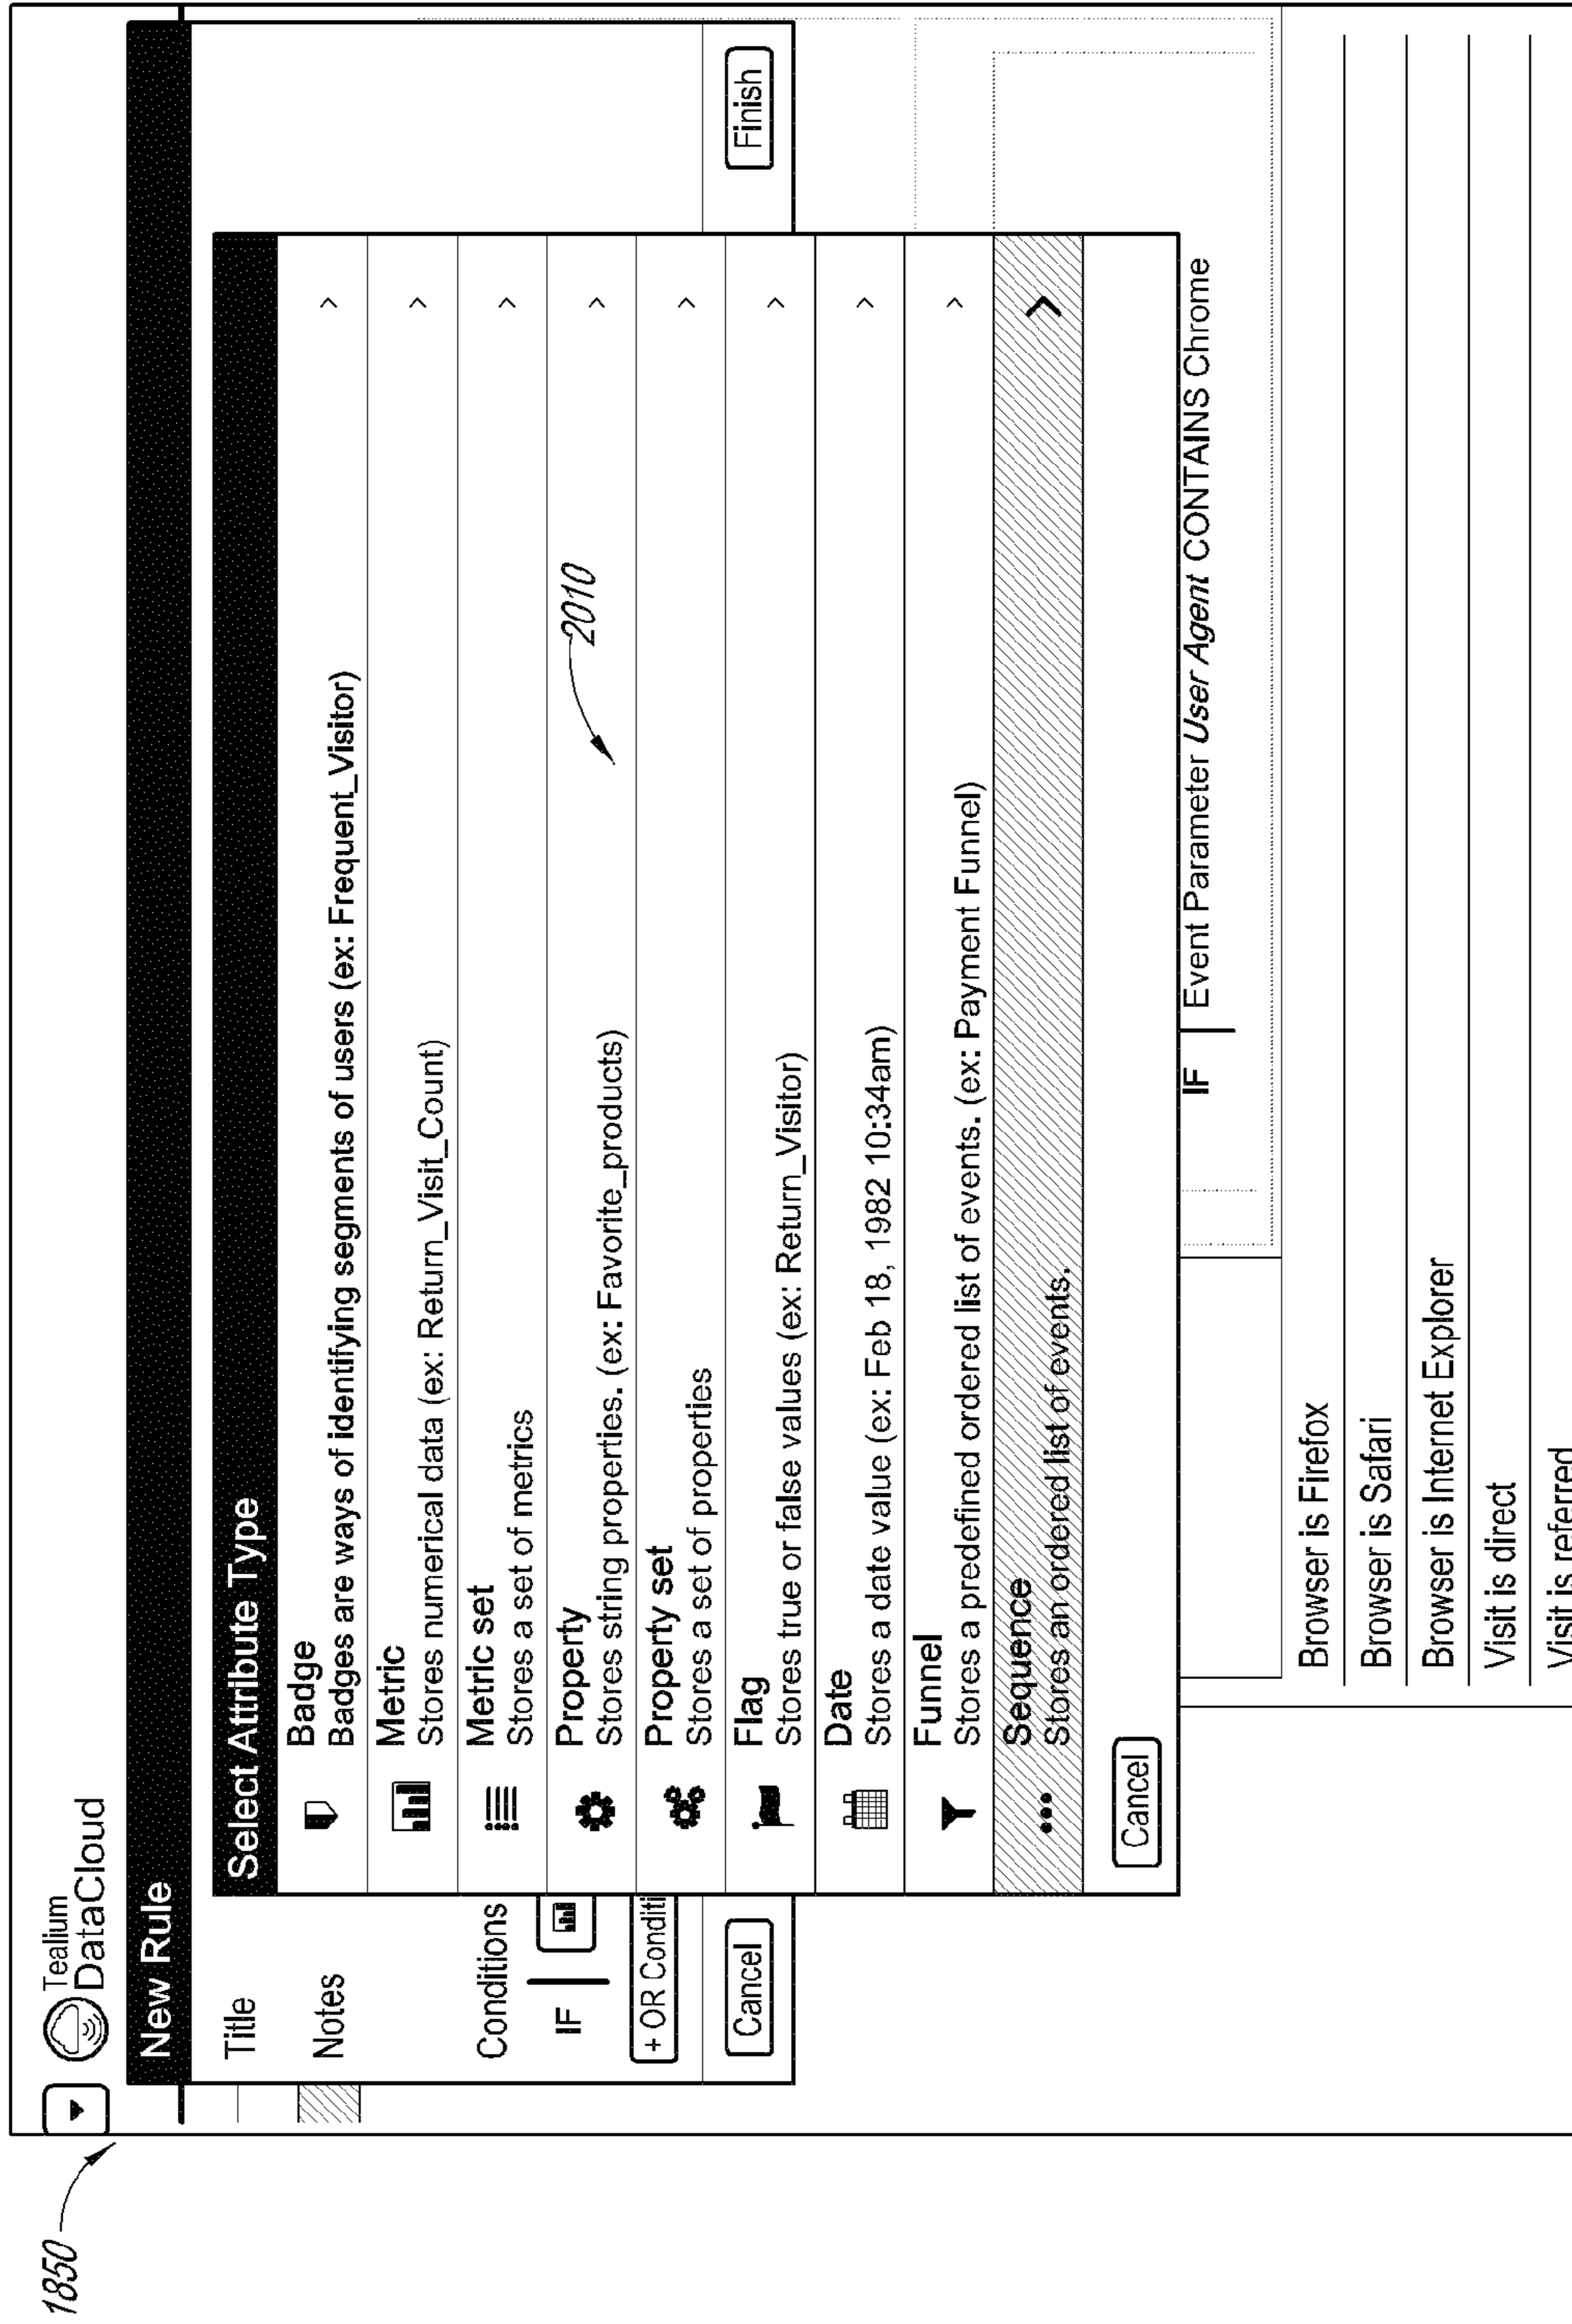 1850
Tealium
DataCloud
New Rule
Title
Notes
Conditions
IF
+ OR Conditi
Cancel
Finish
Select Attribute Type
Badge
Badges are ways of identifying segments of users (ex: Frequent_Visitor)
Metric
Stores numerical data (ex: Return_Visit_Count)
Metric set
Stores a set of metrics
Property
Stores string properties. (ex: Favorite_products)
2010
Property set
Stores a set of properties
Flag
Stores true or false values (ex: Return_Visitor)
Date
Stores a date value (ex: Feb 18, 1982 10:34am)
Funnel
Stores a predefined ordered list of events. (ex: Payment Funnel)
Sequence
Stores an ordered list of events.
Cancel
IF Event Parameter User Agent CONTAINS Chrome
Browser is Firefox
Browser is Safari
Browser is Internet Explorer
Visit is direct
Visit is referred